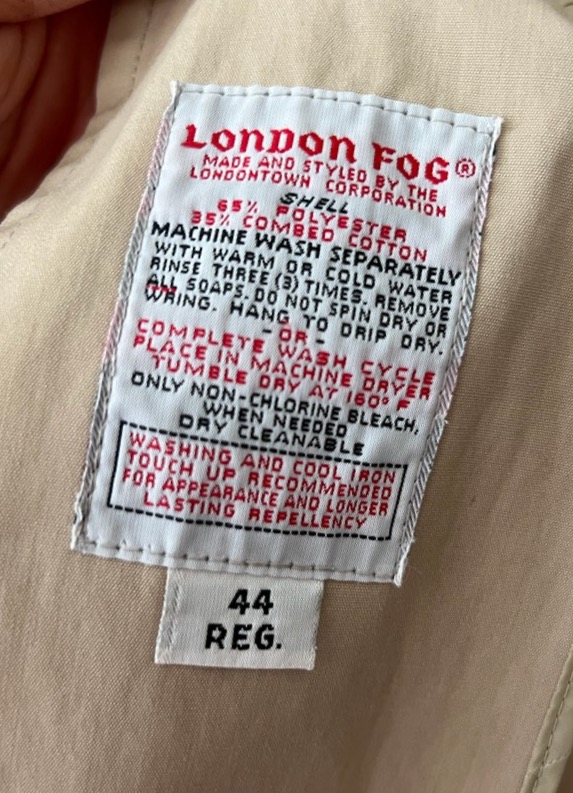 LONDON FOG®
MADE AND STYLED BY THE
LONDONTOWN CORPORATION
SHELL
65% POLYESTER
35% COMBED COTTON
MACHINE WASH SEPARATELY
WITH WARM OR COLD WATER
RINSE THREE (3) TIMES. REMOVE
ALL SOAPS. DO NOT SPIN DRY OR
WRING. HANG TO DRIP DRY.
- OR -
COMPLETE WASH CYCLE
PLACE IN MACHINE DRYER
TUMBLE DRY AT 160° F
ONLY NON-CHLORINE BLEACH,
WHEN NEEDED
DRY CLEANABLE
WASHING AND COOL IRON
TOUCH UP RECOMMENDED
FOR APPEARANCE AND LONGER
LASTING REPELLENCY
44
REG.